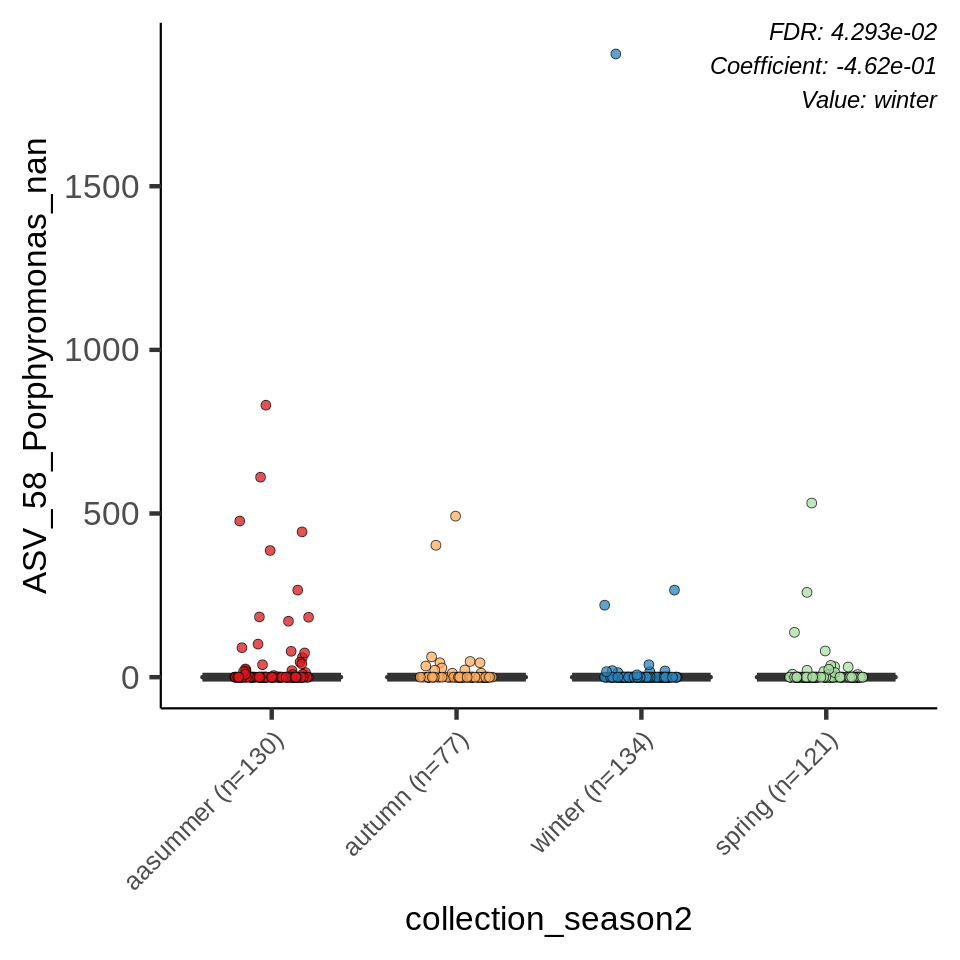 FDR: 4.293e-02
Coefficient: -4.62e-01
Value: winter
ASV_58_Porphyromonas_nan
1500
1000
500
0
aasummer (n=130)
autumn (n=77)
winter (n=134)
spring (n=121)
collection_season2